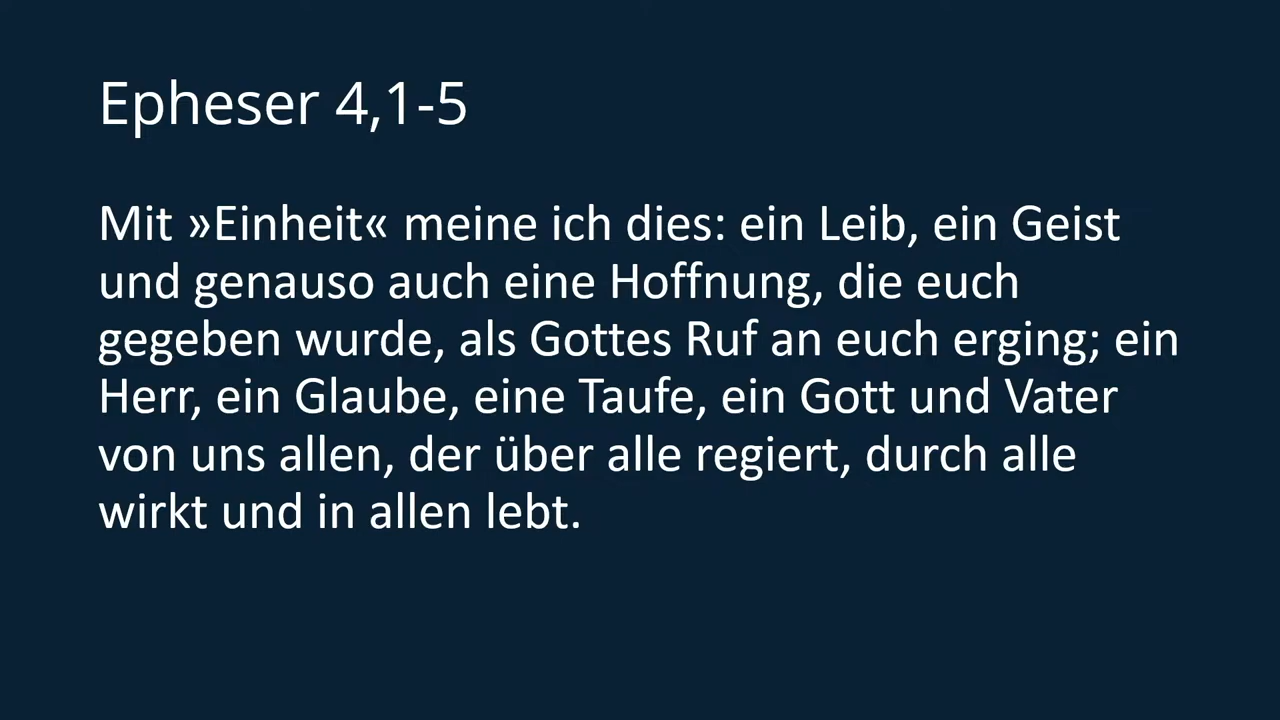 Epheser 4,1-5
Mit »Einheit« meine ich dies: ein Leib, ein Geist
und genauso auch eine Hoffnung, die euch
gegeben wurde, als Gottes Ruf an euch erging; ein
Herr, ein Glaube, eine Taufe, ein Gott und Vater
von uns allen, der über alle regiert, durch alle
wirkt und in allen lebt.